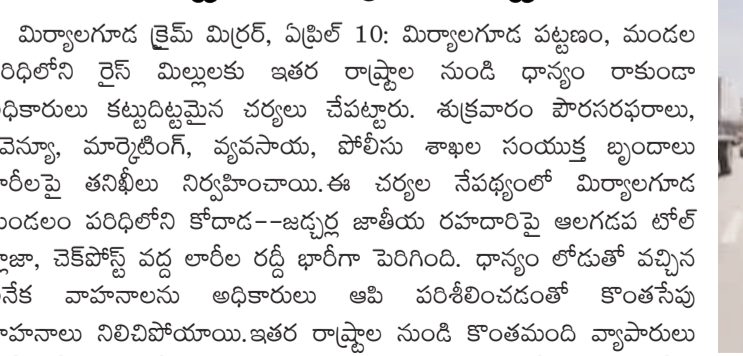 మిర్యాలగూడ క్రైమ్ మిర్రర్, ఏప్రిల్ 10: మిర్యాలగూడ పట్టణం, మండల
రిధిలోని రైస్ మిల్లులకు ఇతర రాష్ట్రాల నుండి ధాన్యం రాకుండా
ధికారులు కట్టుదిట్టమైన చర్యలు చేపట్టారు. శుక్రవారం పౌరసరఫరాలు,
వెన్యూ, మార్కెటింగ్, వ్యవసాయ, పోలీసు శాఖల సంయుక్త బృందాలు
రీలపై తనిఖీలు నిర్వహించాయి.ఈ చర్యల నేపథ్యంలో మిర్యాలగూడ
ండలం పరిధిలోని కోదాడ--జడ్చర్ల జాతీయ రహదారిపై ఆలగడప టోల్
్లాజా, చెక్‌పోస్ట్ వద్ద లారీల రద్దీ భారీగా పెరిగింది. ధాన్యం లోడుతో వచ్చిన
నేక వాహనాలను అధికారులు ఆపి పరిశీలించడంతో కొంతసేపు
ాహనాలు నిలిచిపోయాయి.ఇతర రాష్ట్రాల నుండి కొంతమంది వ్యాపారులు